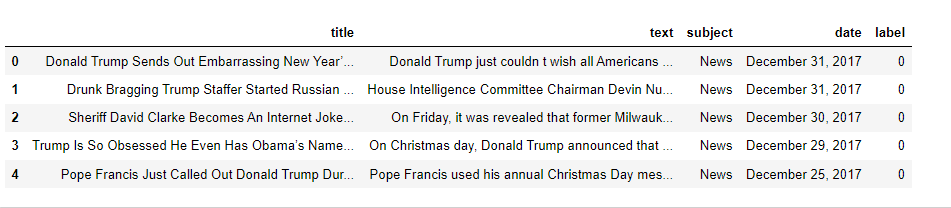 title text subject date label
0 Donald Trump Sends Out Embarrassing New Year’... Donald Trump just couldn t wish all Americans ... News December 31, 2017 0
1 Drunk Bragging Trump Staffer Started Russian ... House Intelligence Committee Chairman Devin Nu... News December 31, 2017 0
2 Sheriff David Clarke Becomes An Internet Joke... On Friday, it was revealed that former Milwauk... News December 30, 2017 0
3 Trump Is So Obsessed He Even Has Obama’s Name... On Christmas day, Donald Trump announced that ... News December 29, 2017 0
4 Pope Francis Just Called Out Donald Trump Dur... Pope Francis used his annual Christmas Day mes... News December 25, 2017 0